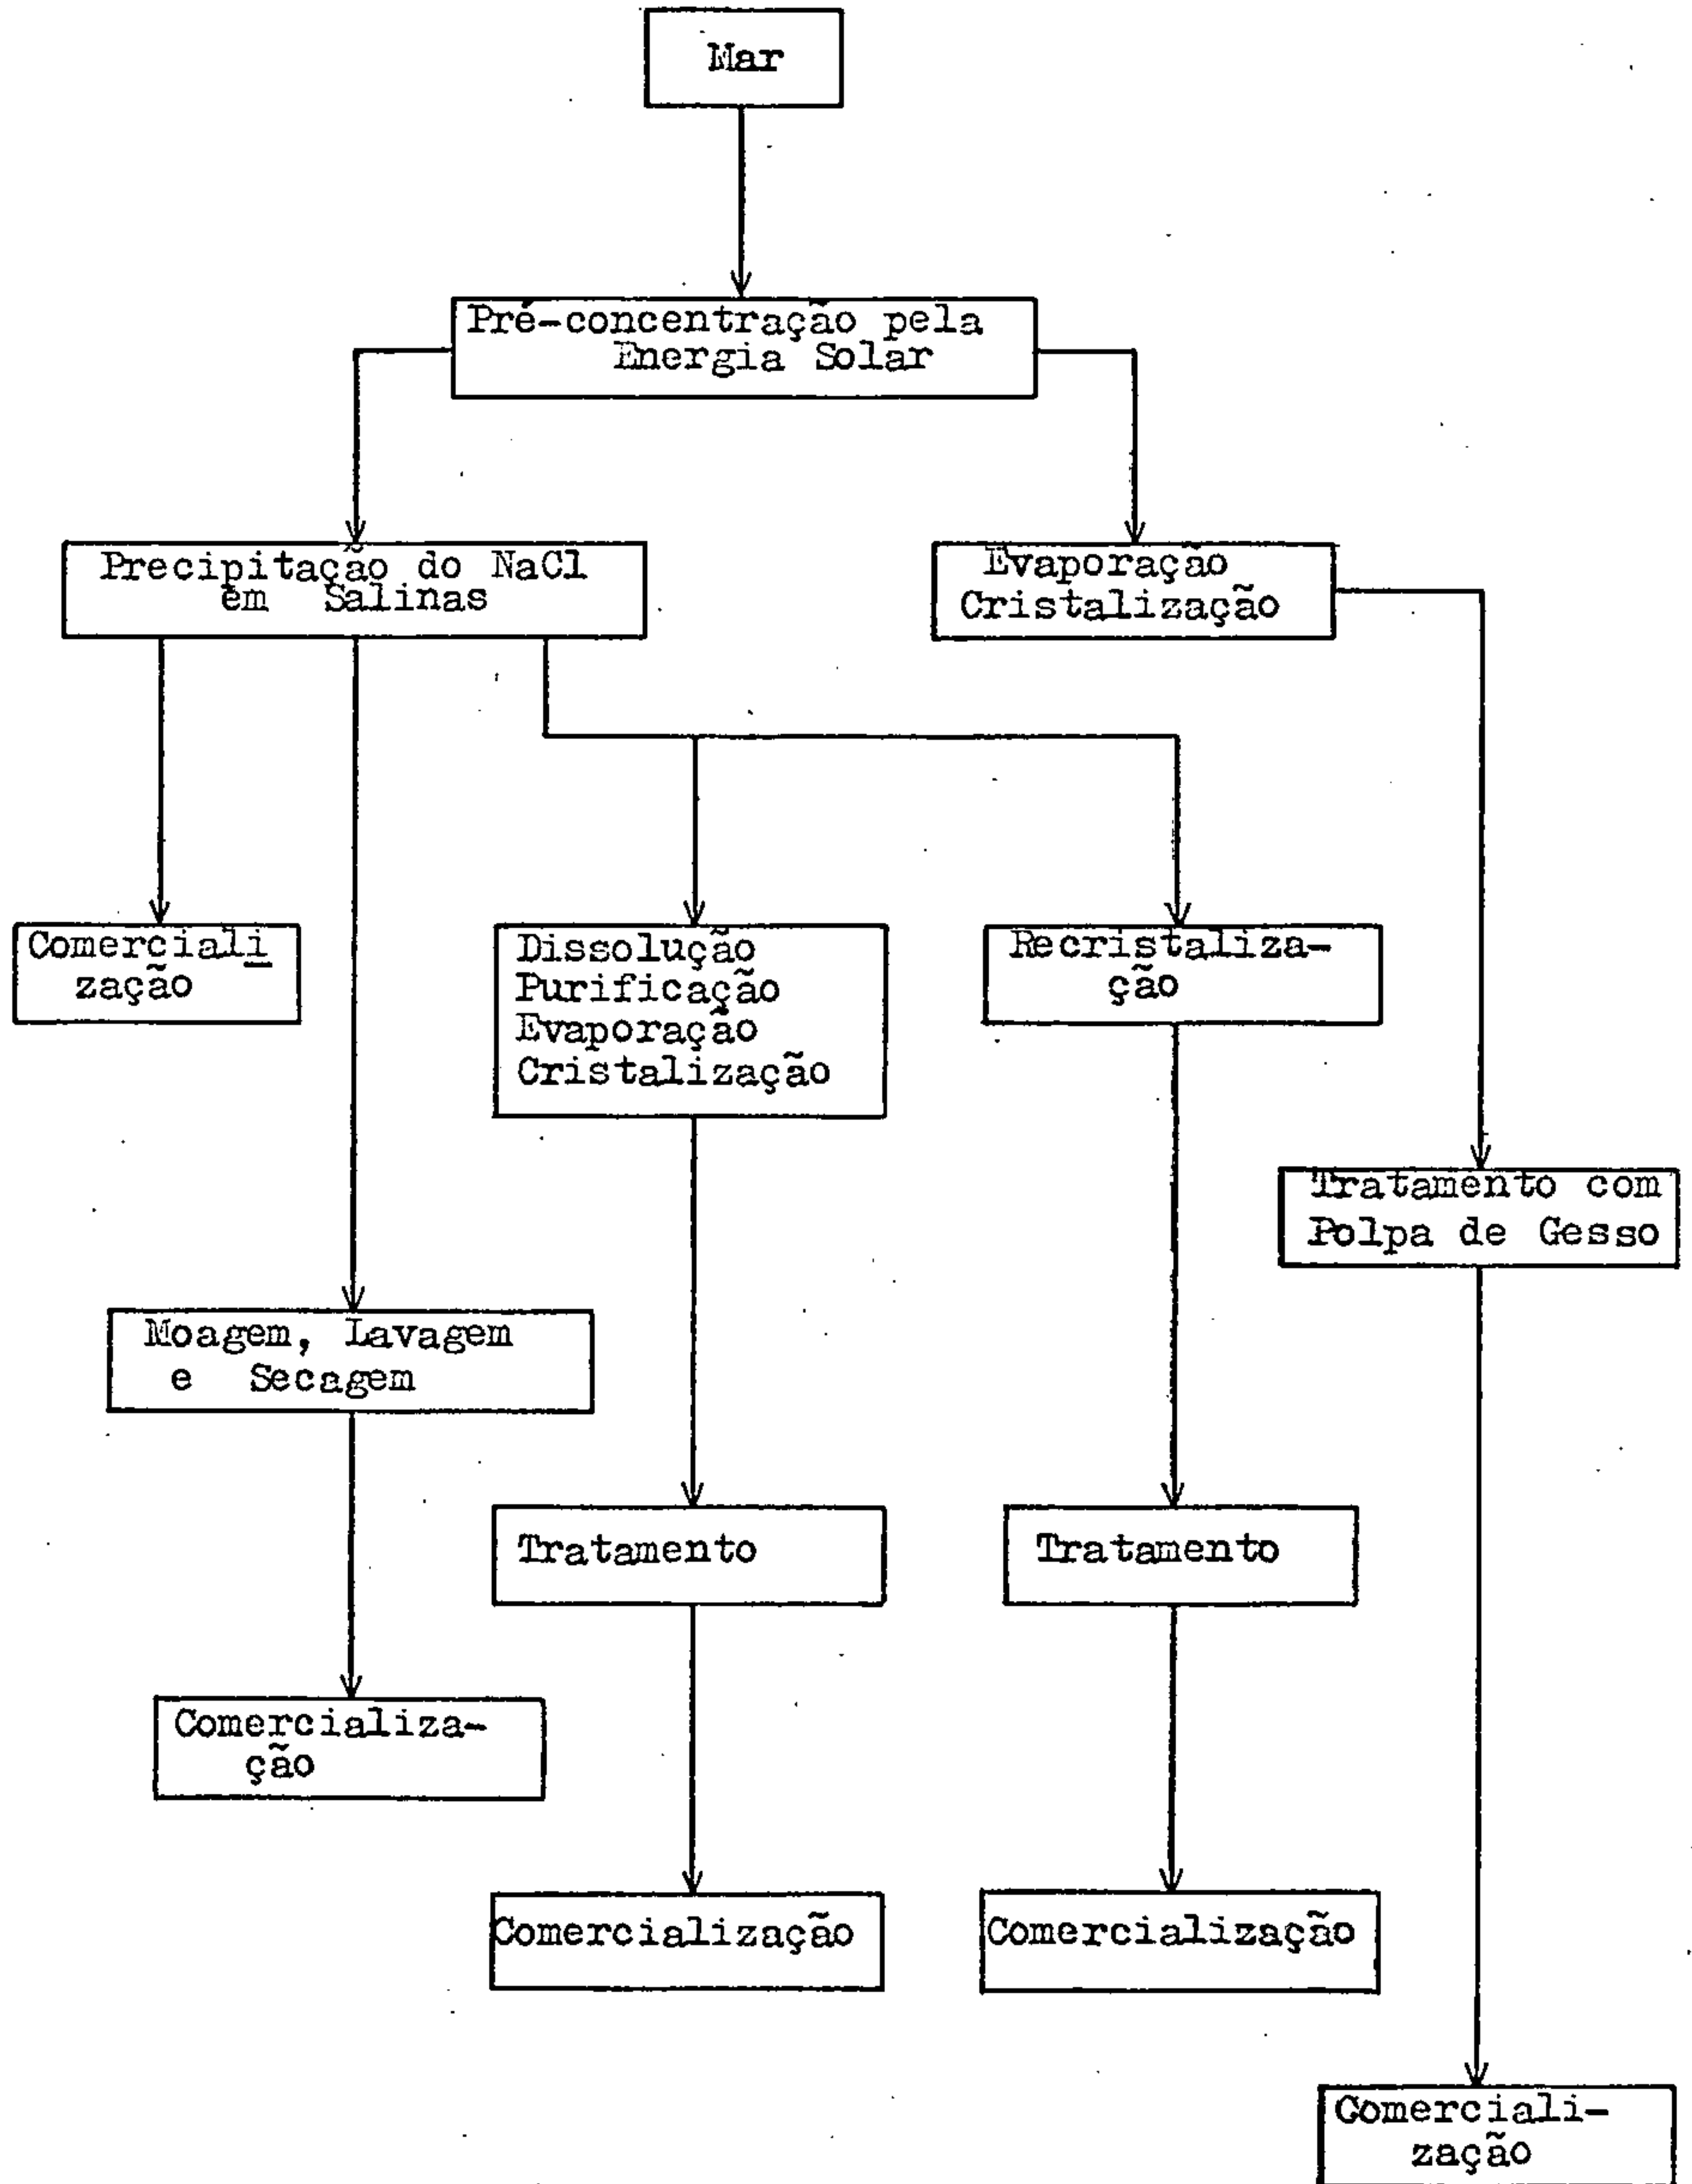 Mar
Pré-concentração pela
Energia Solar
Precipitação do NaCl
em Salinas
Evaporação
Cristalização
Comerciali
zação
Dissolução
Purificação
Evaporação
Cristalização
Recristaliza-
ção
Tratamento com
Polpa de Gesso
Moagem, Lavagem
e Secagem
Tratamento
Tratamento
Comercializa-
ção
Comercialização
Comercialização
Comerciali-
zação